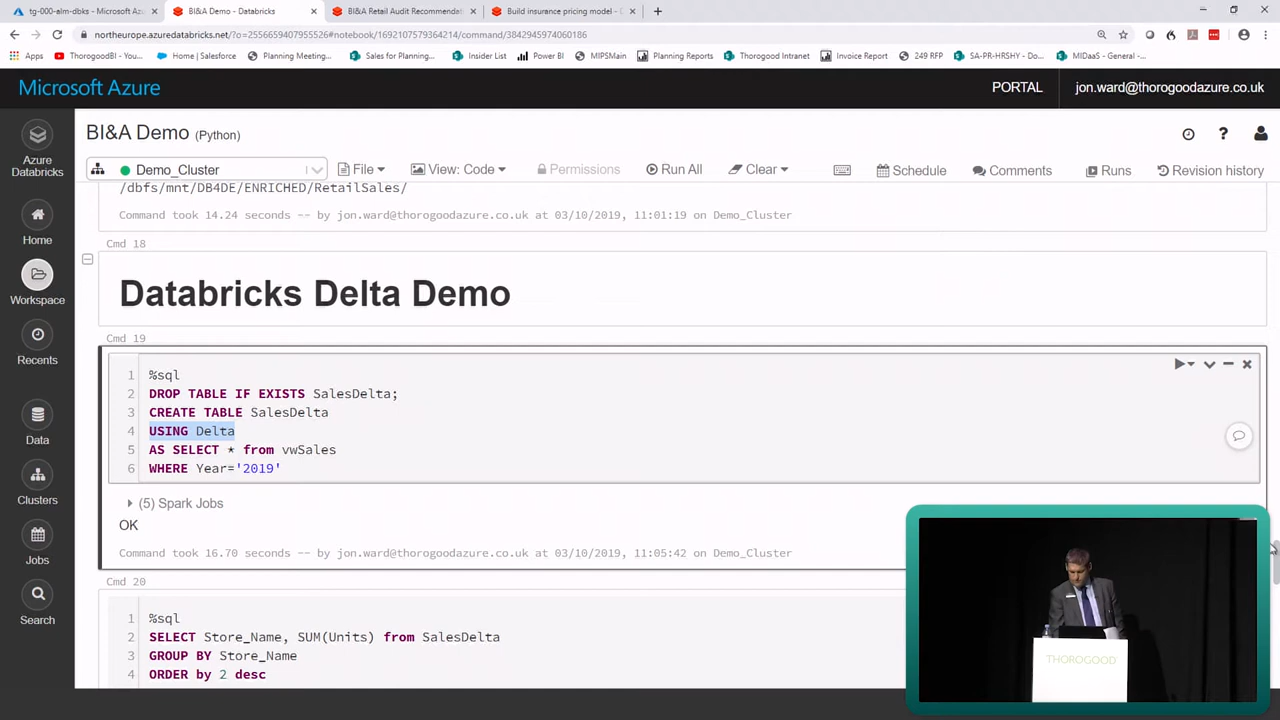 tg-000-alm-dbks - Microsoft Az
BI&A Demo - Databricks
BI&A Retail Audit Recommendat
Build insurance pricing model - C
northeurope.azuredatabricks.net/?o=2556659407955526#notebook/1692107579364214/command/3842945974060186
Apps
ThorogoodBI - You...
Home | Salesforce
Planning Meeting...
Sales for Planning...
Insider List
Power BI
MIPSMain
Planning Reports
Thorogood Intranet
Invoice Report
249 RFP
SA-PR-HRSHY - Do...
MIDaaS - General -...
Microsoft Azure
PORTAL
jon.ward@thorogoodazure.co.uk
Azure
Databricks
Home
Workspace
Recents
Data
Clusters
Jobs
Search
BI&A Demo (Python)
Demo_Cluster
File
View: Code
Permissions
Run All
Clear
Schedule
Comments
Runs
Revision history
/dbfs/mnt/DB4DE/ENRICHED/RetailSales/
Command took 14.24 seconds -- by jon.ward@thorogoodazure.co.uk at 03/10/2019, 11:01:19 on Demo_Cluster
Cmd 18
Databricks Delta Demo
Cmd 19
1 %sql
2 DROP TABLE IF EXISTS SalesDelta;
3 CREATE TABLE SalesDelta
4 USING Delta
5 AS SELECT * from vwSales
6 WHERE Year='2019'
(5) Spark Jobs
OK
Command took 16.70 seconds -- by jon.ward@thorogoodazure.co.uk at 03/10/2019, 11:05:42 on Demo_Cluster
Cmd 20
1 %sql
2 SELECT Store_Name, SUM(Units) from SalesDelta
3 GROUP BY Store_Name
4 ORDER by 2 desc
THOROGOOD